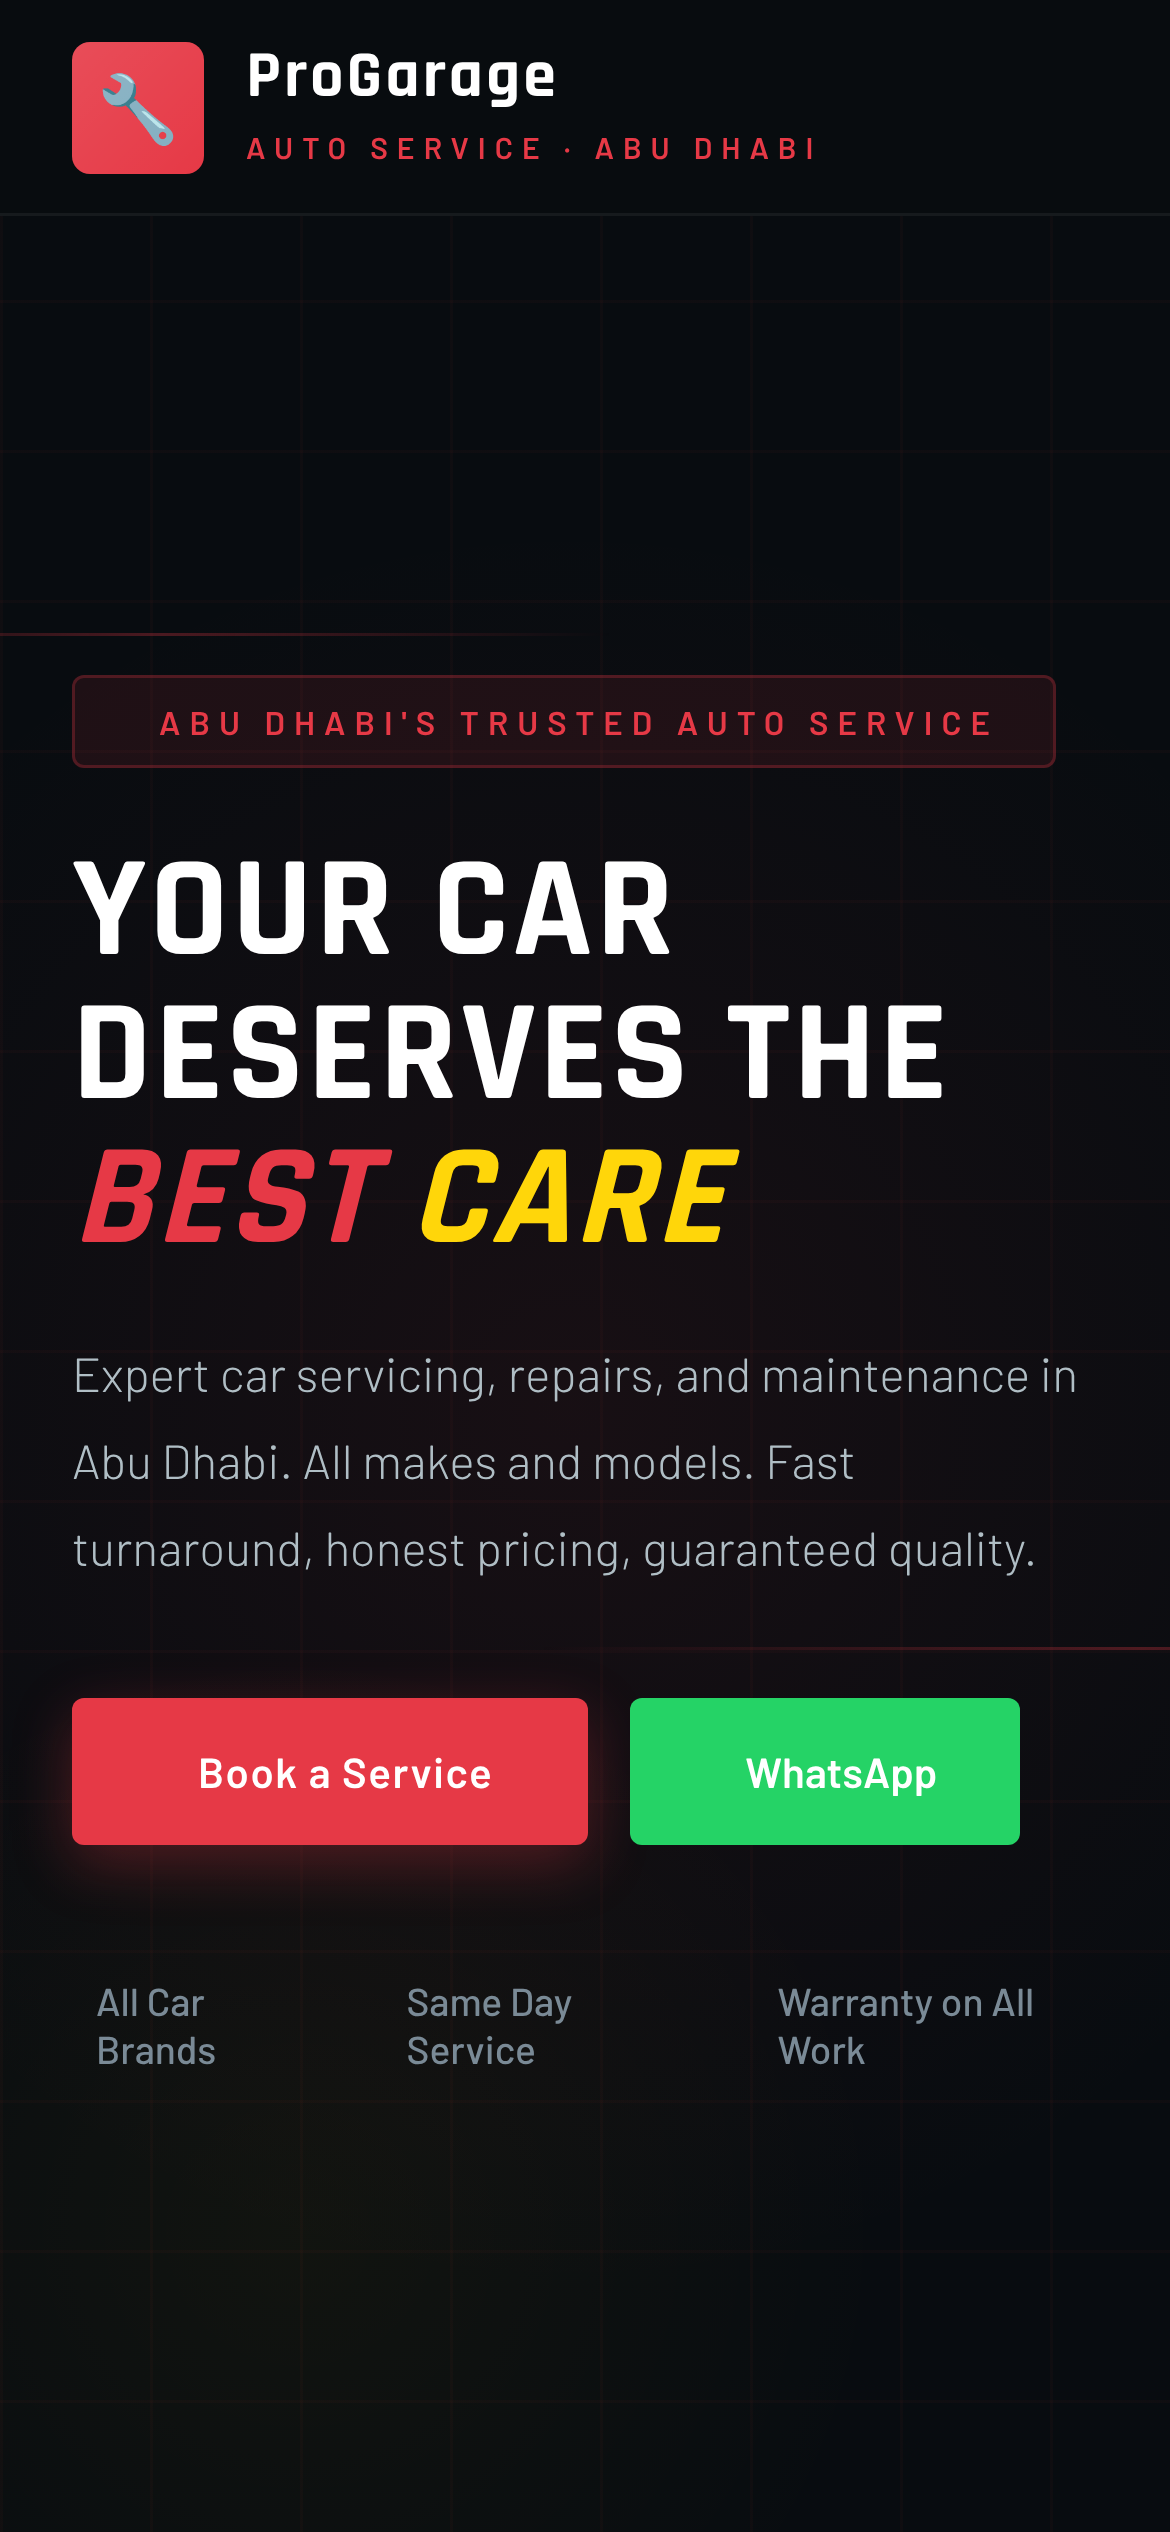 ProGarage
AUTO SERVICE · ABU DHABI
ABU DHABI'S TRUSTED AUTO SERVICE
YOUR CAR
DESERVES THE
BEST CARE
Expert car servicing, repairs, and maintenance in
Abu Dhabi. All makes and models. Fast
turnaround, honest pricing, guaranteed quality.
Book a Service
WhatsApp
All Car
Brands
Same Day
Service
Warranty on All
Work